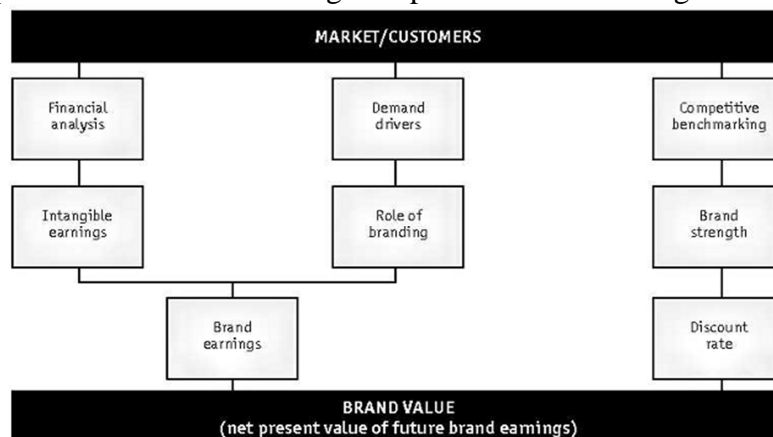 MARKET/CUSTOMERS
Financial
analysis
Demand
drivers
Competitive
benchmarking
Intangible
earnings
Role of
branding
Brand
strength
Brand
earnings
Discount
rate
BRAND VALUE
(net present value of future brand earnings)